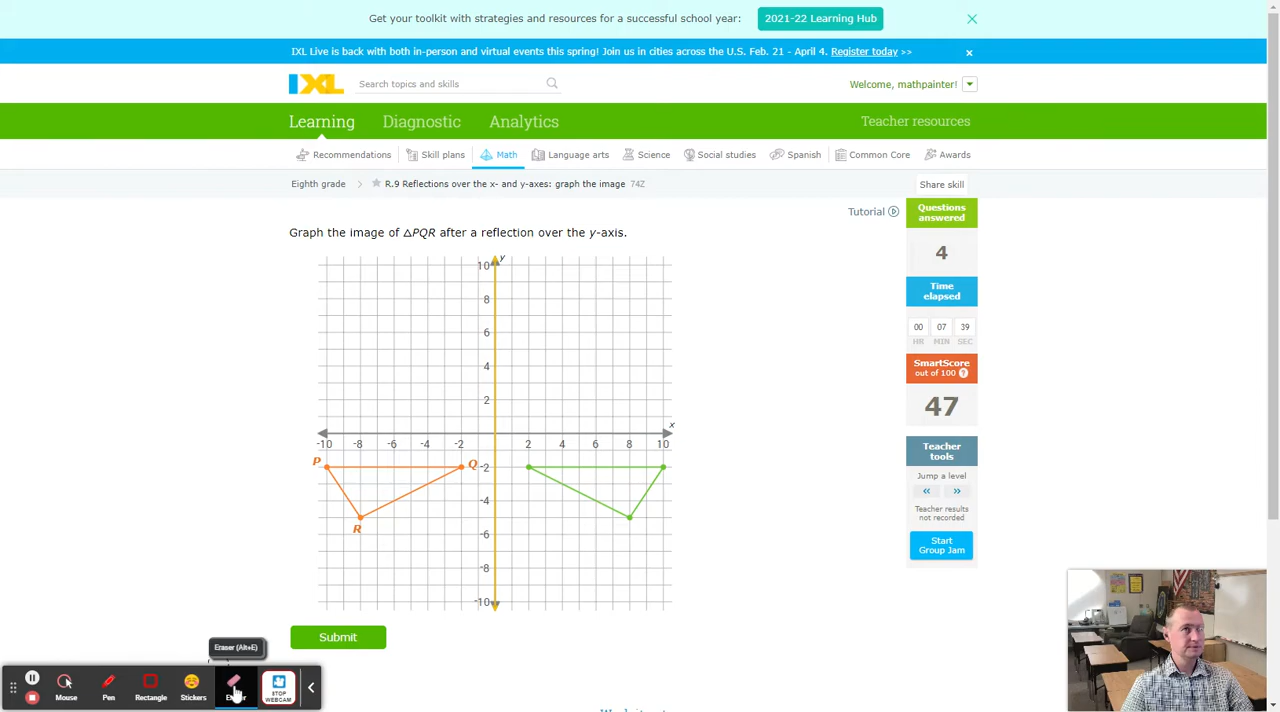 Get your toolkit with strategies and resources for a successful school year: 2021-22 Learning Hub
IXL Live is back with both in-person and virtual events this spring! Join us in cities across the U.S. Feb. 21 - April 4. Register today >>
IXL Search topics and skills Welcome, mathpainter!
Learning Diagnostic Analytics Teacher resources
Recommendations Skill plans Math Language arts Science Social studies Spanish Common Core Awards
Eighth grade R.9 Reflections over the x- and y-axes: graph the image 74Z Share skill
Tutorial
Questions answered
4
Time elapsed
00 07 39
HR MIN SEC
SmartScore
out of 100 ?
47
Teacher tools
Jump a level
<< >>
Teacher results not recorded
Start Group Jam
Graph the image of △PQR after a reflection over the y-axis.
y
10
8
6
4
2
x
-10 -8 -6 -4 -2 2 4 6 8 10
P Q -2
-4
R
-6
-8
-10
Submit
Eraser (Alt+E)
Mouse Pen Rectangle Stickers STOP WEBCAM